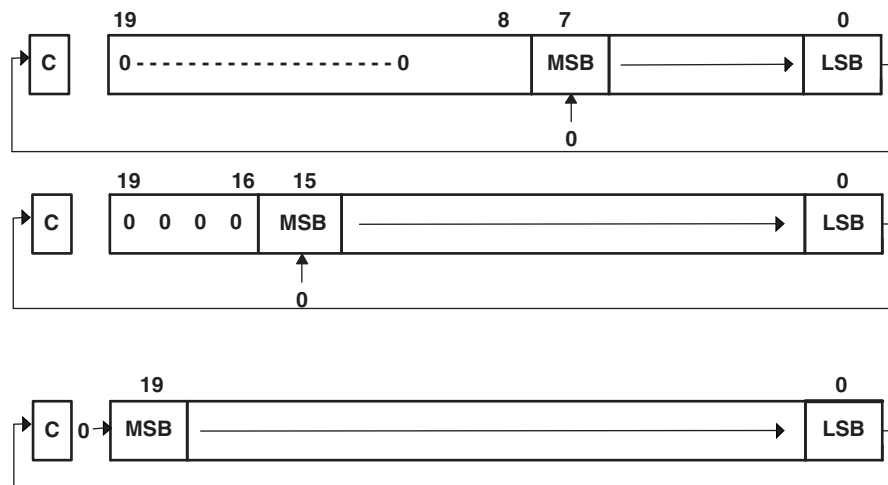 19 8 7 0
C 0 - - - - - - - - - - - - - - - - - - - 0 MSB LSB
0
19 16 15 0
C 0 0 0 0 MSB LSB
0
19 0
C 0 MSB LSB